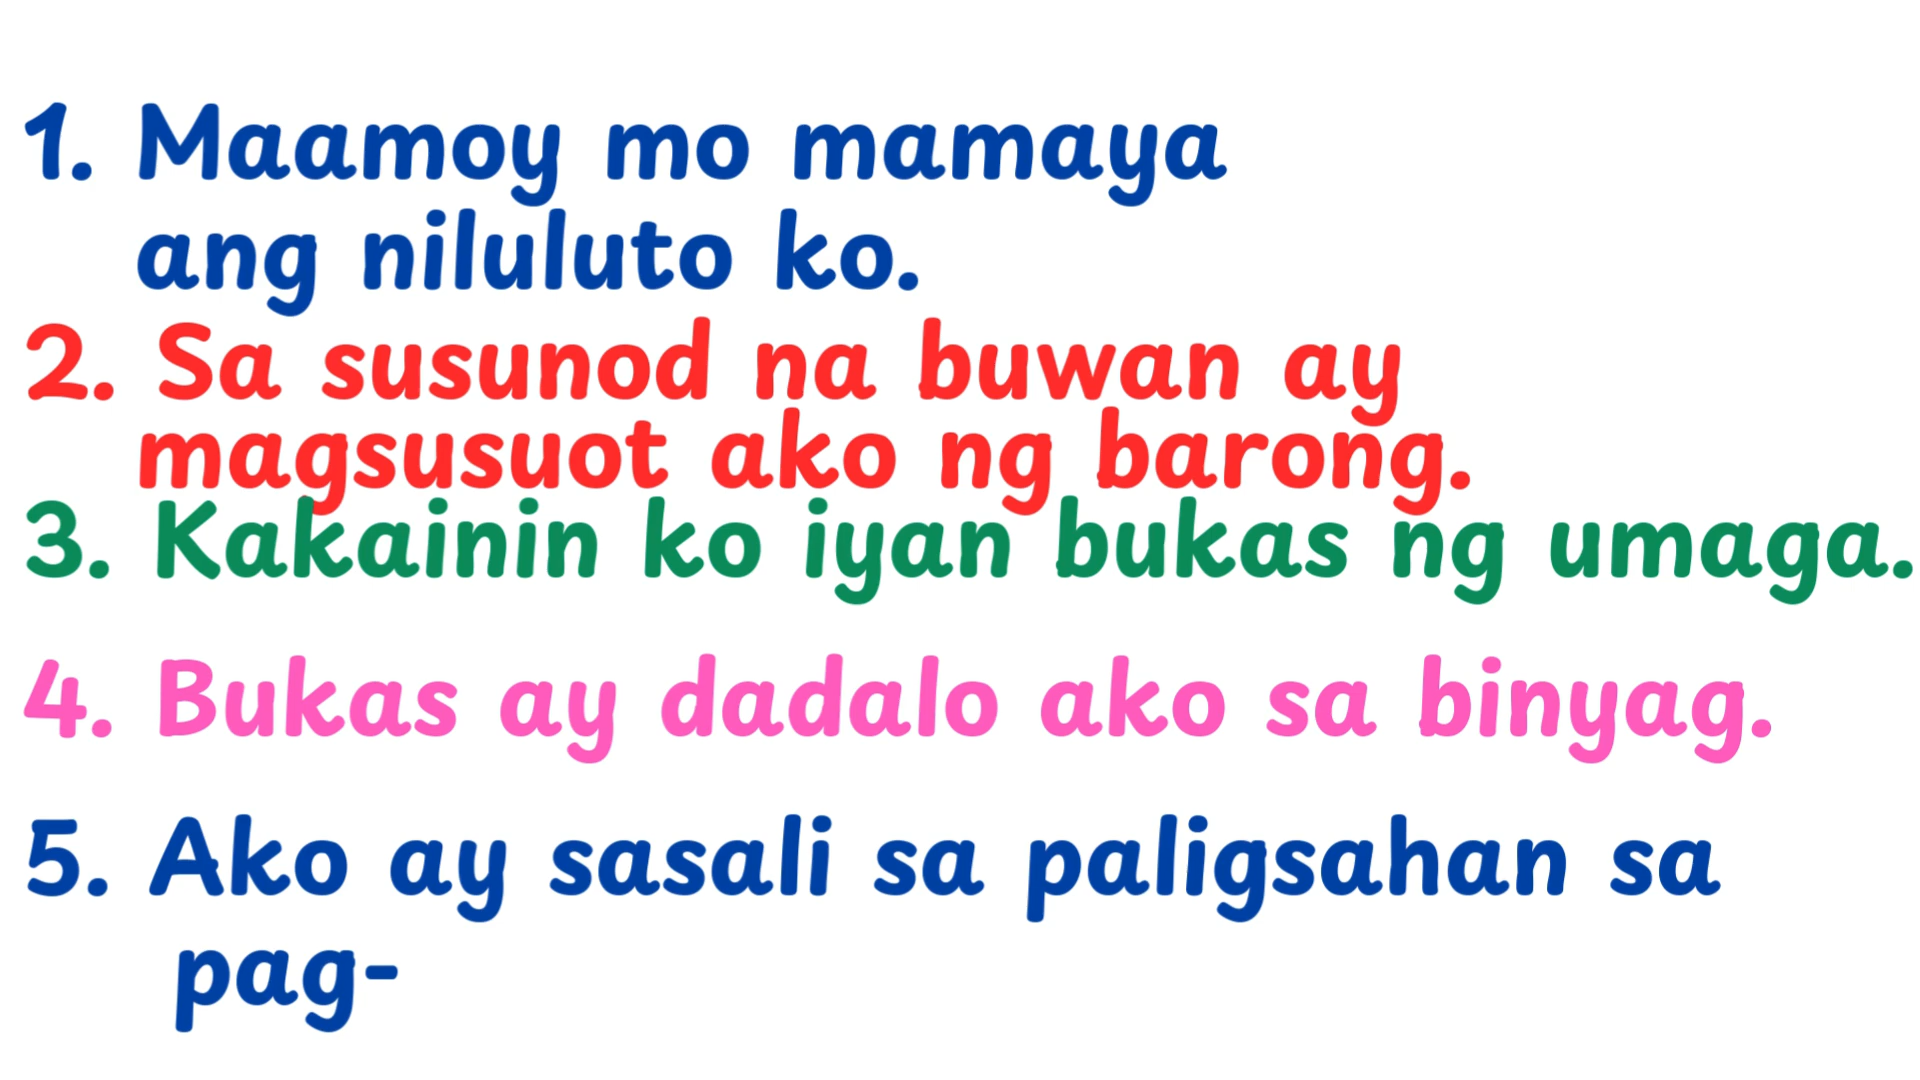 1. Maamoy mo mamaya
ang niluluto ko.
2. Sa susunod na buwan ay
magsusuot ako ng barong.
3. Kakainin ko iyan bukas ng umaga.
4. Bukas ay dadalo ako sa binyag.
5. Ako ay sasali sa paligsahan sa
pag-